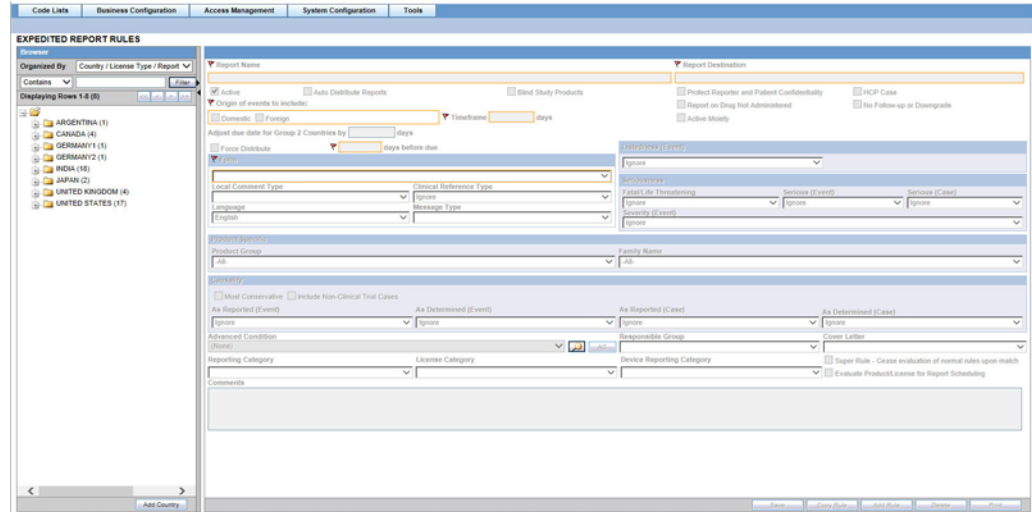 Code Lists Business Configuration Access Management System Configuration Tools
EXPEDITED REPORT RULES
Browser
Organized By Country / License Type / Report
Contains Filter
Displaying Rows 1-8 (8) << < > >>
ARGENTINA (1)
CANADA (4)
GERMANY1 (1)
GERMANY2 (1)
INDIA (18)
JAPAN (2)
UNITED KINGDOM (4)
UNITED STATES (17)
Add Country
Report Name Report Destination
Active Auto Distribute Reports Blind Study Products Protect Reporter and Patient Confidentiality HCP Case
Origin of events to include: Report on Drug Not Administered No Follow-up or Downgrade
Domestic Foreign Timeframe days Active Moiety
Adjust due date for Group 2 Countries by days
Force Distribute days before due Listedness (Event)
Form Ignore
Seriousness
Local Comment Type Clinical Reference Type Fatal/Life Threatening Serious (Event) Serious (Case)
Ignore Ignore Ignore Ignore
Language Message Type Severity (Event)
English Ignore
Product Specific
Product Group Family Name
-All- -All-
Causality
Most Conservative Include Non-Clinical Trial Cases
As Reported (Event) As Determined (Event) As Reported (Case) As Determined (Case)
Ignore Ignore Ignore Ignore
Advanced Condition Responsible Group Cover Letter
(None) AC
Reporting Category License Category Device Reporting Category Super Rule - Cease evaluation of normal rules upon match
Evaluate Product/License for Report Scheduling
Comments
Save Copy Rule Add Rule Delete Print